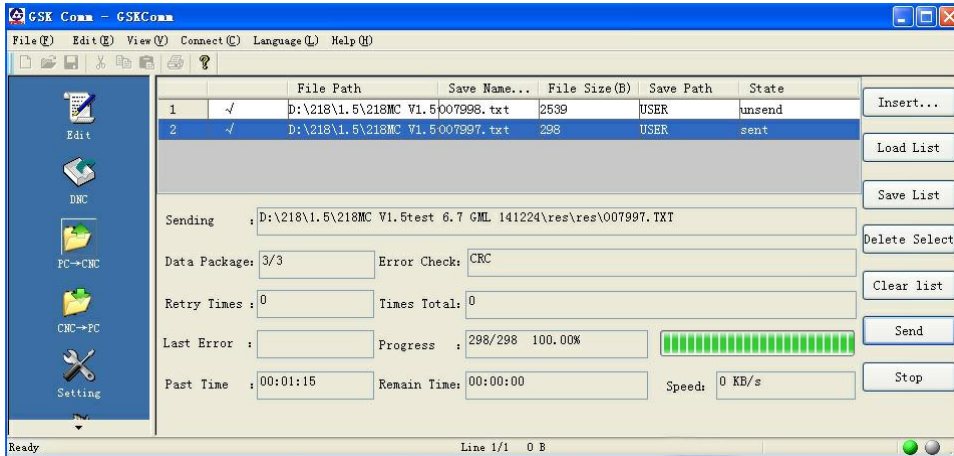 GSK Comm - GSKComm
File(F) Edit(E) View(V) Connect(C) Language(L) Help(H)
File Path Save Name... File Size(B) Save Path State
1 √ D:\218\1.5\218MC V1.5 007998.txt 2539 USER unsend
2 √ D:\218\1.5\218MC V1.5 007997.txt 298 USER sent
Insert...
Load List
Save List
Delete Select
Clear list
Send
Stop
Edit
DNC
PC→CNC
CNC→PC
Setting
Sending : D:\218\1.5\218MC V1.5test 6.7 GML 141224\res\res\007997.TXT
Data Package: 3/3 Error Check: CRC
Retry Times : 0 Times Total: 0
Last Error : Progress : 298/298 100.00%
Past Time : 00:01:15 Remain Time: 00:00:00 Speed: 0 KB/s
Ready Line 1/1 0 B